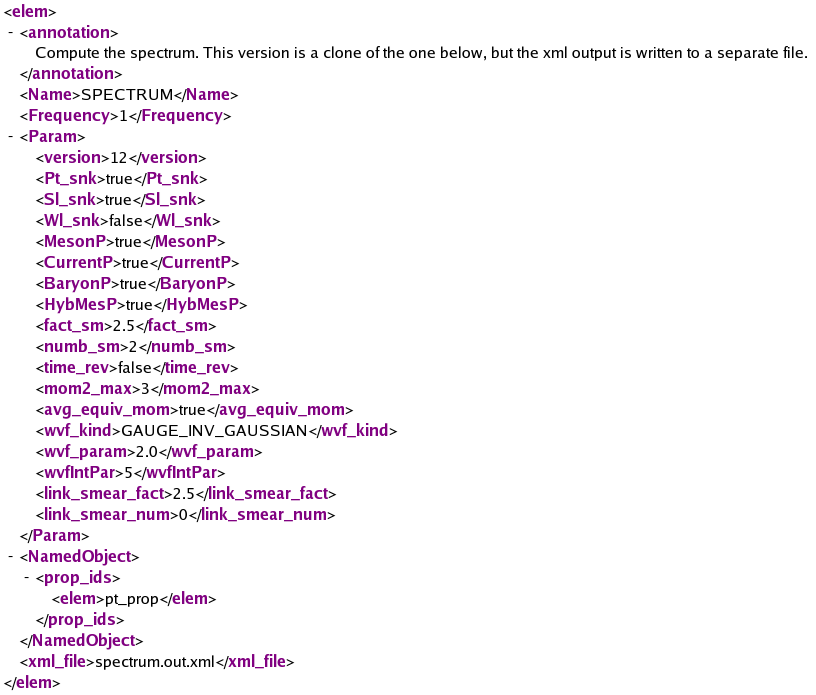 <elem>
- <annotation>
Compute the spectrum. This version is a clone of the one below, but the xml output is written to a separate file.
</annotation>
<Name>SPECTRUM</Name>
<Frequency>1</Frequency>
- <Param>
<version>12</version>
<Pt_snk>true</Pt_snk>
<Sl_snk>true</Sl_snk>
<Wl_snk>false</Wl_snk>
<MesonP>true</MesonP>
<CurrentP>true</CurrentP>
<BaryonP>true</BaryonP>
<HybMesP>true</HybMesP>
<fact_sm>2.5</fact_sm>
<numb_sm>2</numb_sm>
<time_rev>false</time_rev>
<mom2_max>3</mom2_max>
<avg_equiv_mom>true</avg_equiv_mom>
<wvf_kind>GAUGE_INV_GAUSSIAN</wvf_kind>
<wvf_param>2.0</wvf_param>
<wvfIntPar>5</wvfIntPar>
<link_smear_fact>2.5</link_smear_fact>
<link_smear_num>0</link_smear_num>
</Param>
- <NamedObject>
- <prop_ids>
<elem>pt_prop</elem>
</prop_ids>
</NamedObject>
<xml_file>spectrum.out.xml</xml_file>
</elem>